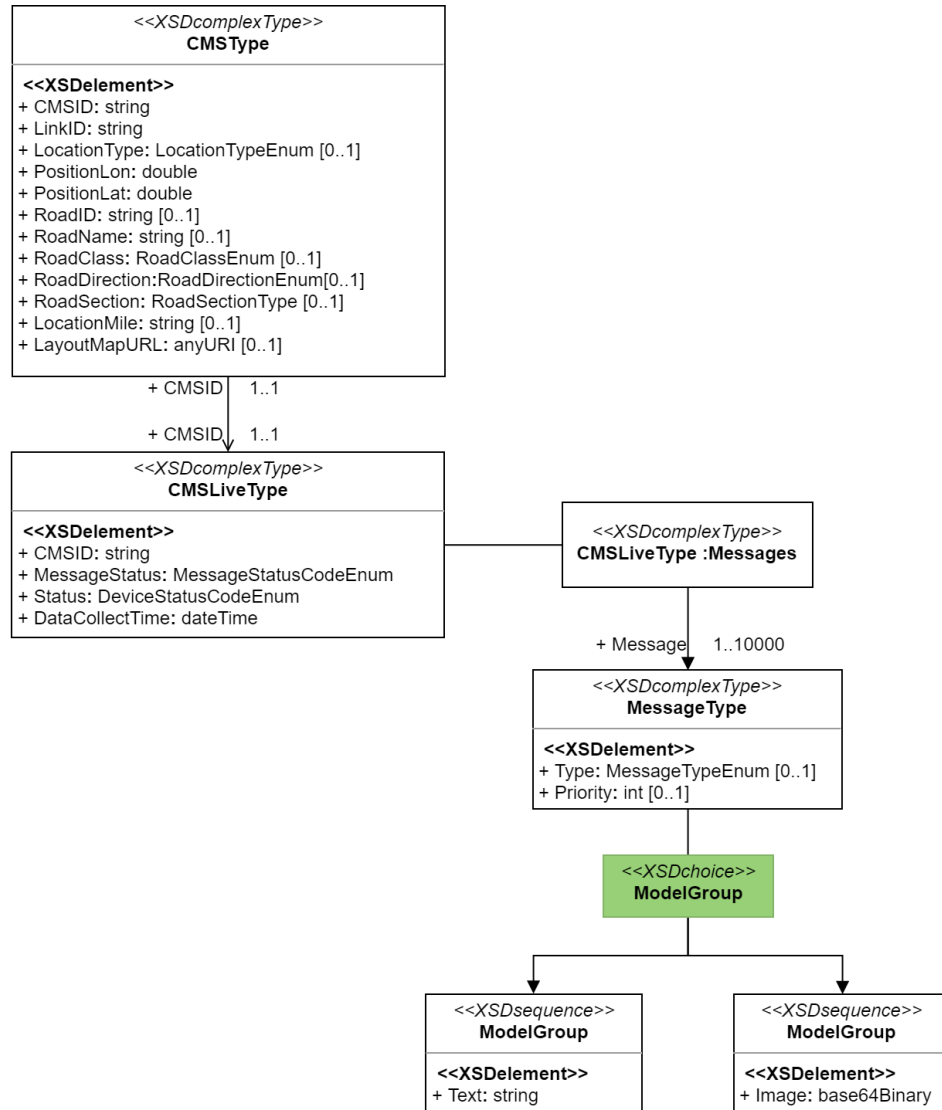 <<XSDcomplexType>>
CMSType
<<XSDelement>>
+ CMSID: string
+ LinkID: string
+ LocationType: LocationTypeEnum [0..1]
+ PositionLon: double
+ PositionLat: double
+ RoadID: string [0..1]
+ RoadName: string [0..1]
+ RoadClass: RoadClassEnum [0..1]
+ RoadDirection:RoadDirectionEnum[0..1]
+ RoadSection: RoadSectionType [0..1]
+ LocationMile: string [0..1]
+ LayoutMapURL: anyURI [0..1]
+ CMSID 1..1
+ CMSID 1..1
<<XSDcomplexType>>
CMSLiveType
<<XSDelement>>
+ CMSID: string
+ MessageStatus: MessageStatusCodeEnum
+ Status: DeviceStatusCodeEnum
+ DataCollectTime: dateTime
<<XSDcomplexType>>
CMSLiveType :Messages
+ Message 1..10000
<<XSDcomplexType>>
MessageType
<<XSDelement>>
+ Type: MessageTypeEnum [0..1]
+ Priority: int [0..1]
<<XSDchoice>>
ModelGroup
<<XSDsequence>>
ModelGroup
<<XSDelement>>
+ Text: string
<<XSDsequence>>
ModelGroup
<<XSDelement>>
+ Image: base64Binary